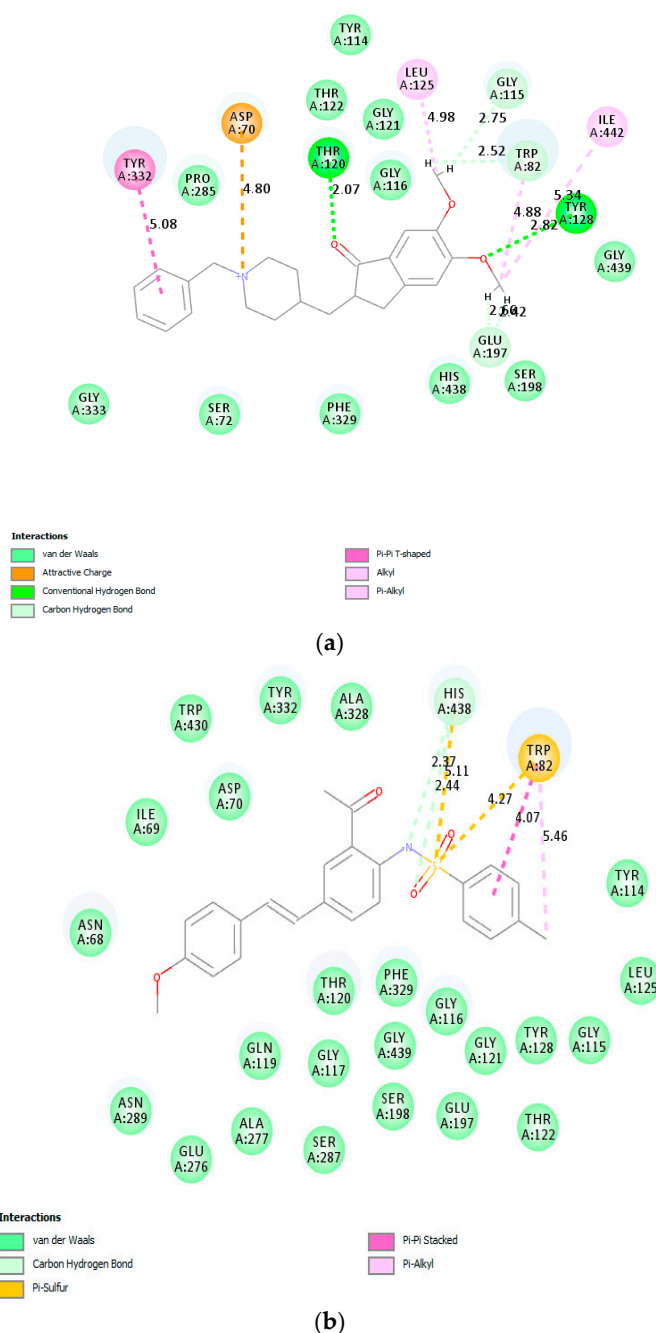 TYR
A:114
LEU
A:125
GLY
A:115
THR
A:122
ASP
A:70
GLY
A:121
4.98
2.75
ILE
A:442
THR
A:120
H
H
2.52
TRP
A:82
TYR
A:332
PRO
A:285
4.80
2.07
GLY
A:116
5.34
TYR
A:128
4.88
2.82
5.08
O
O
O
GLY
A:439
N
+
H
H
2.42
GLU
A:197
HIS
A:438
SER
A:198
GLY
A:333
SER
A:72
PHE
A:329
Interactions
van der Waals
Attractive Charge
Conventional Hydrogen Bond
Carbon Hydrogen Bond
Pi-Pi T-shaped
Alkyl
Pi-Alkyl
(a)
TYR
A:332
ALA
A:328
HIS
A:438
TRP
A:430
TRP
A:82
2.37
5.11
2.44
ASP
A:70
4.27
4.07
ILE
A:69
O
5.46
N
S
O
O
TYR
A:114
ASN
A:68
O
LEU
A:125
THR
A:120
PHE
A:329
GLY
A:116
GLN
A:119
GLY
A:117
GLY
A:439
GLY
A:121
TYR
A:128
GLY
A:115
ASN
A:289
SER
A:198
GLU
A:197
THR
A:122
ALA
A:277
SER
A:287
GLU
A:276
Interactions
van der Waals
Carbon Hydrogen Bond
Pi-Sulfur
Pi-Pi Stacked
Pi-Alkyl
(b)